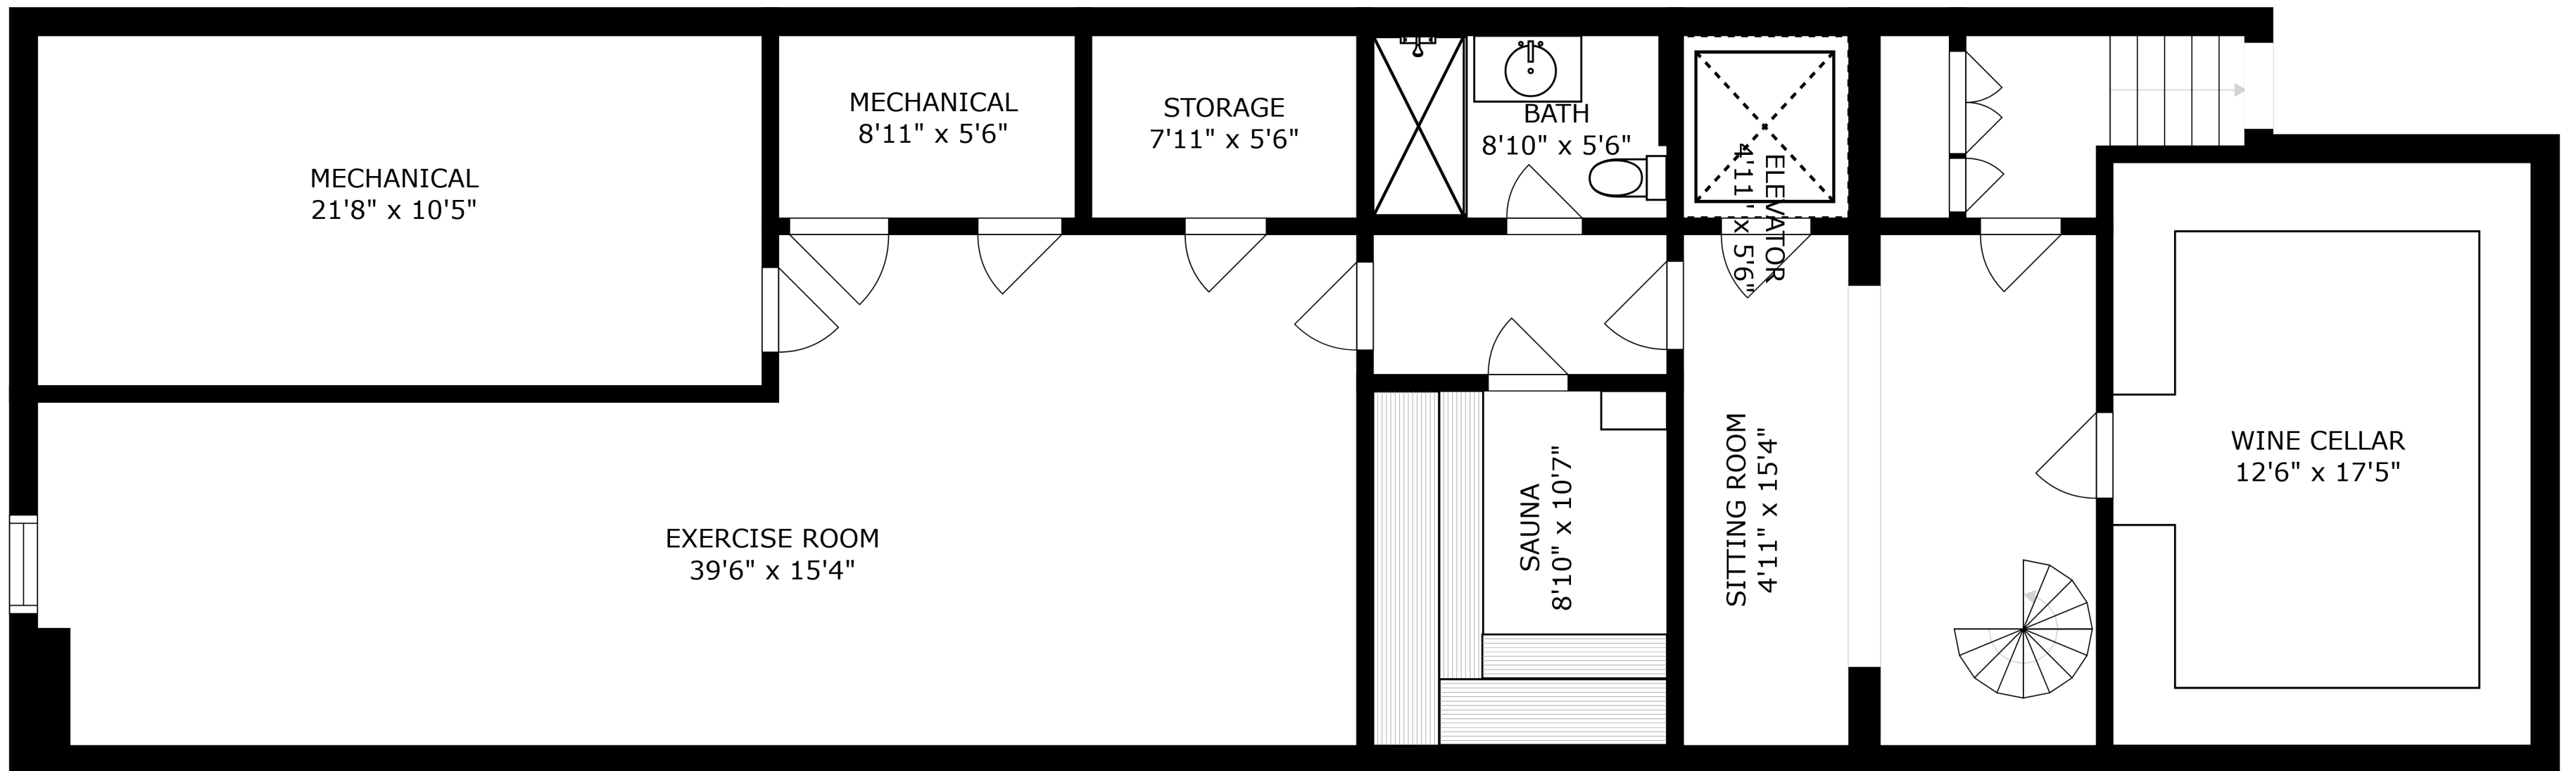 MECHANICAL
21'8" x 10'5"
MECHANICAL
8'11" x 5'6"
STORAGE
7'11" x 5'6"
BATH
8'10" x 5'6"
ELEVATOR
4'11" x 5'6"
EXERCISE ROOM
39'6" x 15'4"
SAUNA
8'10" x 10'7"
SITTING ROOM
4'11" x 15'4"
WINE CELLAR
12'6" x 17'5"